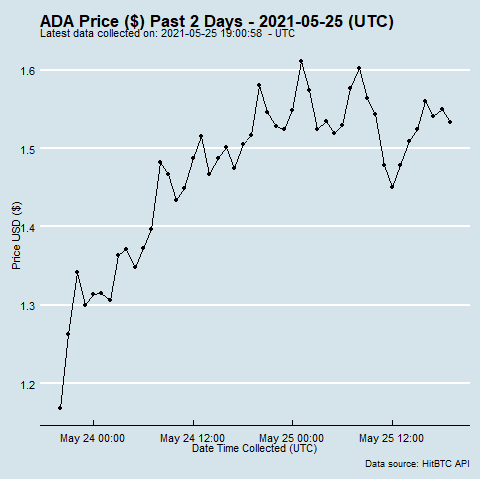 ADA Price ($) Past 2 Days - 2021-05-25 (UTC)
Latest data collected on: 2021-05-25 19:00:58 - UTC
1.6
1.5
1.4
1.3
1.2
Price USD ($)
May 24 00:00
May 24 12:00
May 25 00:00
May 25 12:00
Date Time Collected (UTC)
Data source: HitBTC API